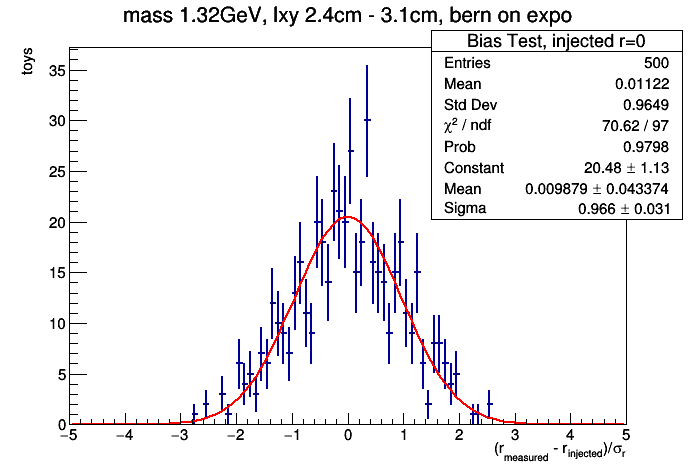 mass 1.32GeV, lxy 2.4cm - 3.1cm, bern on expo
Bias Test, injected r=0
Entries 500
Mean 0.01122
Std Dev 0.9649
χ² / ndf 70.62 / 97
Prob 0.9798
Constant 20.48 ± 1.13
Mean 0.009879 ± 0.043374
Sigma 0.966 ± 0.031
toys
35
30
25
20
15
10
5
0
−5 −4 −3 −2 −1 0 1 2 3 4 5
(r_measured - r_injected)/σ_r